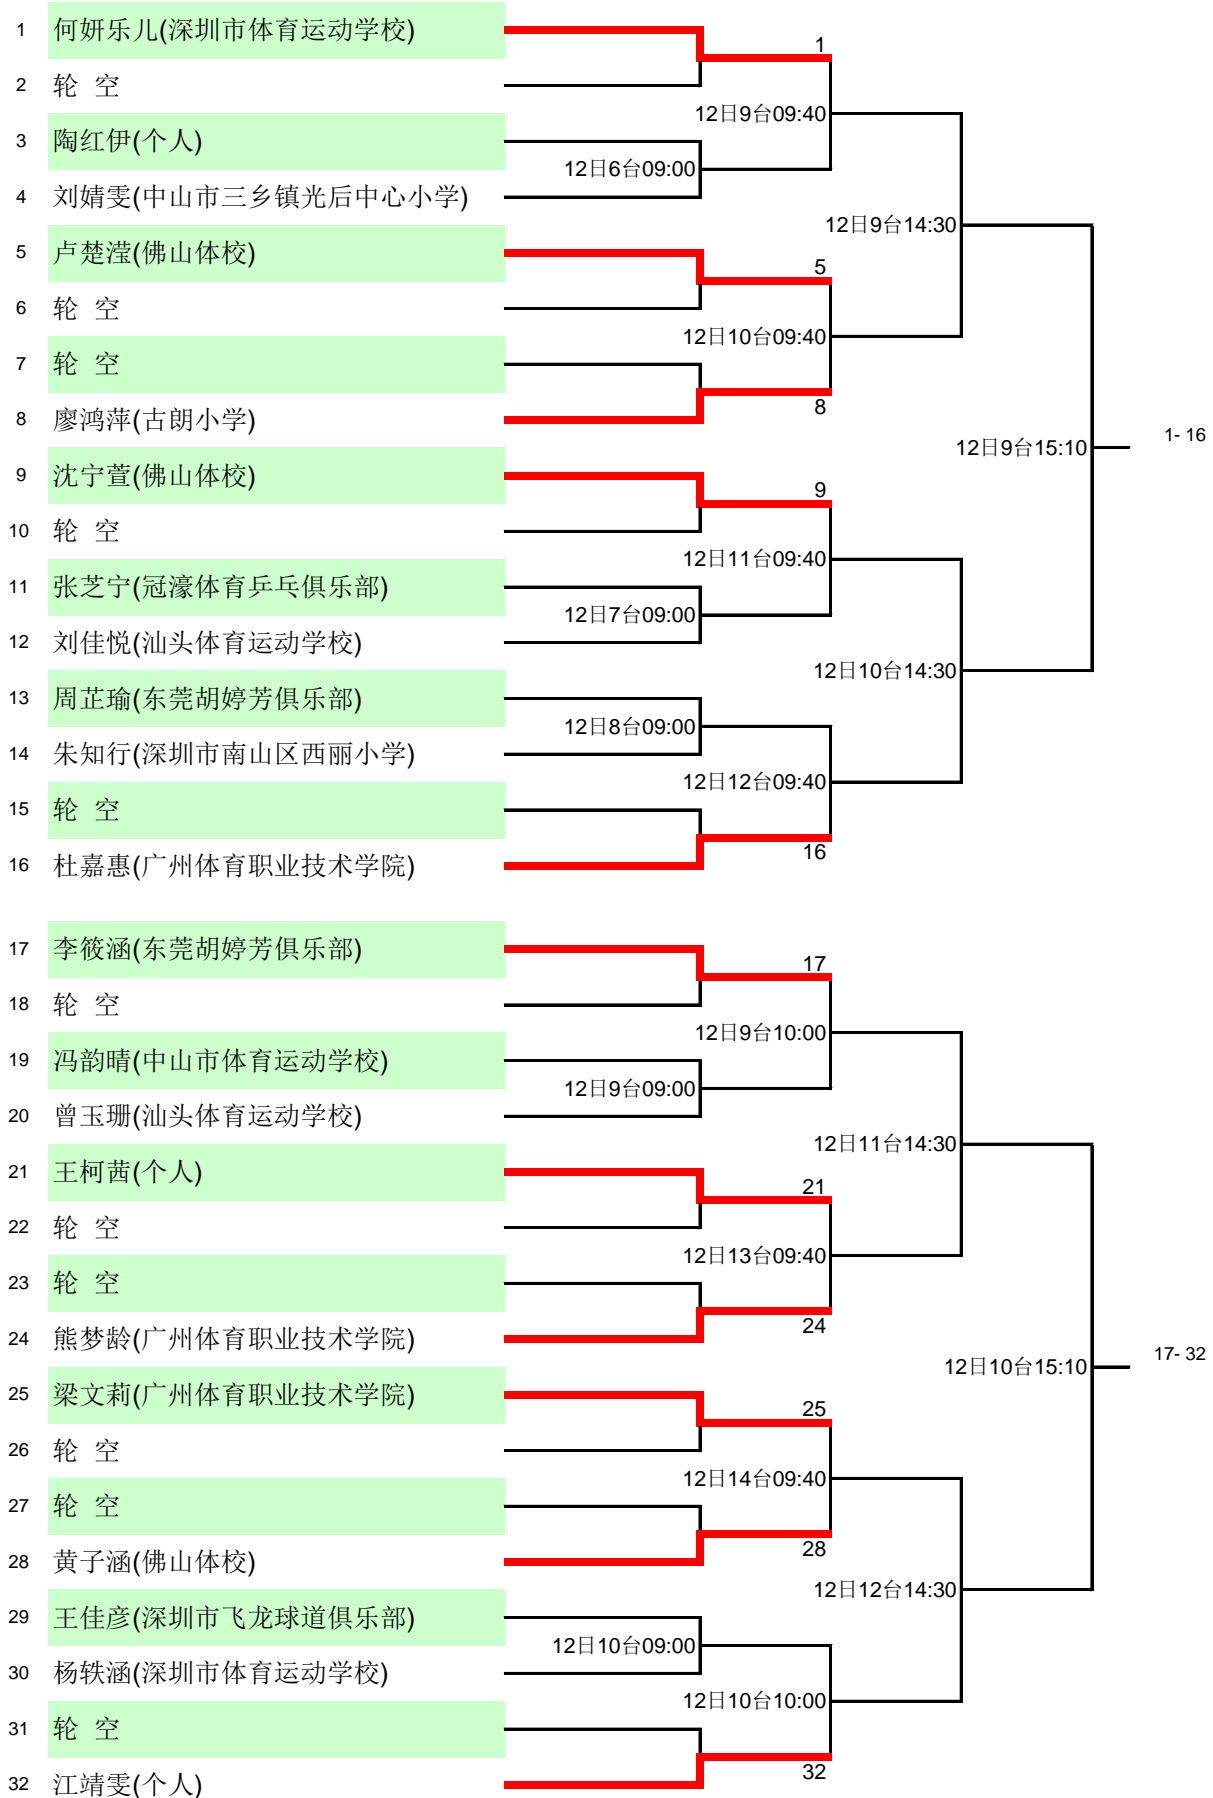 1 何妍乐儿(深圳市体育运动学校)
1
2 轮 空
12日9台09:40
3 陶红伊(个人)
12日6台09:00
4 刘婧雯(中山市三乡镇光后中心小学)
12日9台14:30
5 卢楚滢(佛山体校)
5
6 轮 空
12日10台09:40
7 轮 空
8
8 廖鸿萍(古朗小学)
1- 16
12日9台15:10
9 沈宁萱(佛山体校)
9
10 轮 空
12日11台09:40
11 张芝宁(冠濠体育乒乓俱乐部)
12日7台09:00
12 刘佳悦(汕头体育运动学校)
12日10台14:30
13 周芷瑜(东莞胡婷芳俱乐部)
12日8台09:00
14 朱知行(深圳市南山区西丽小学)
12日12台09:40
15 轮 空
16
16 杜嘉惠(广州体育职业技术学院)
17 李筱涵(东莞胡婷芳俱乐部)
17
18 轮 空
12日9台10:00
19 冯韵晴(中山市体育运动学校)
12日9台09:00
20 曾玉珊(汕头体育运动学校)
12日11台14:30
21 王柯茜(个人)
21
22 轮 空
12日13台09:40
23 轮 空
24
24 熊梦龄(广州体育职业技术学院)
17- 32
12日10台15:10
25 梁文莉(广州体育职业技术学院)
25
26 轮 空
12日14台09:40
27 轮 空
28
28 黄子涵(佛山体校)
12日12台14:30
29 王佳彦(深圳市飞龙球道俱乐部)
12日10台09:00
30 杨轶涵(深圳市体育运动学校)
12日10台10:00
31 轮 空
32
32 江靖雯(个人)